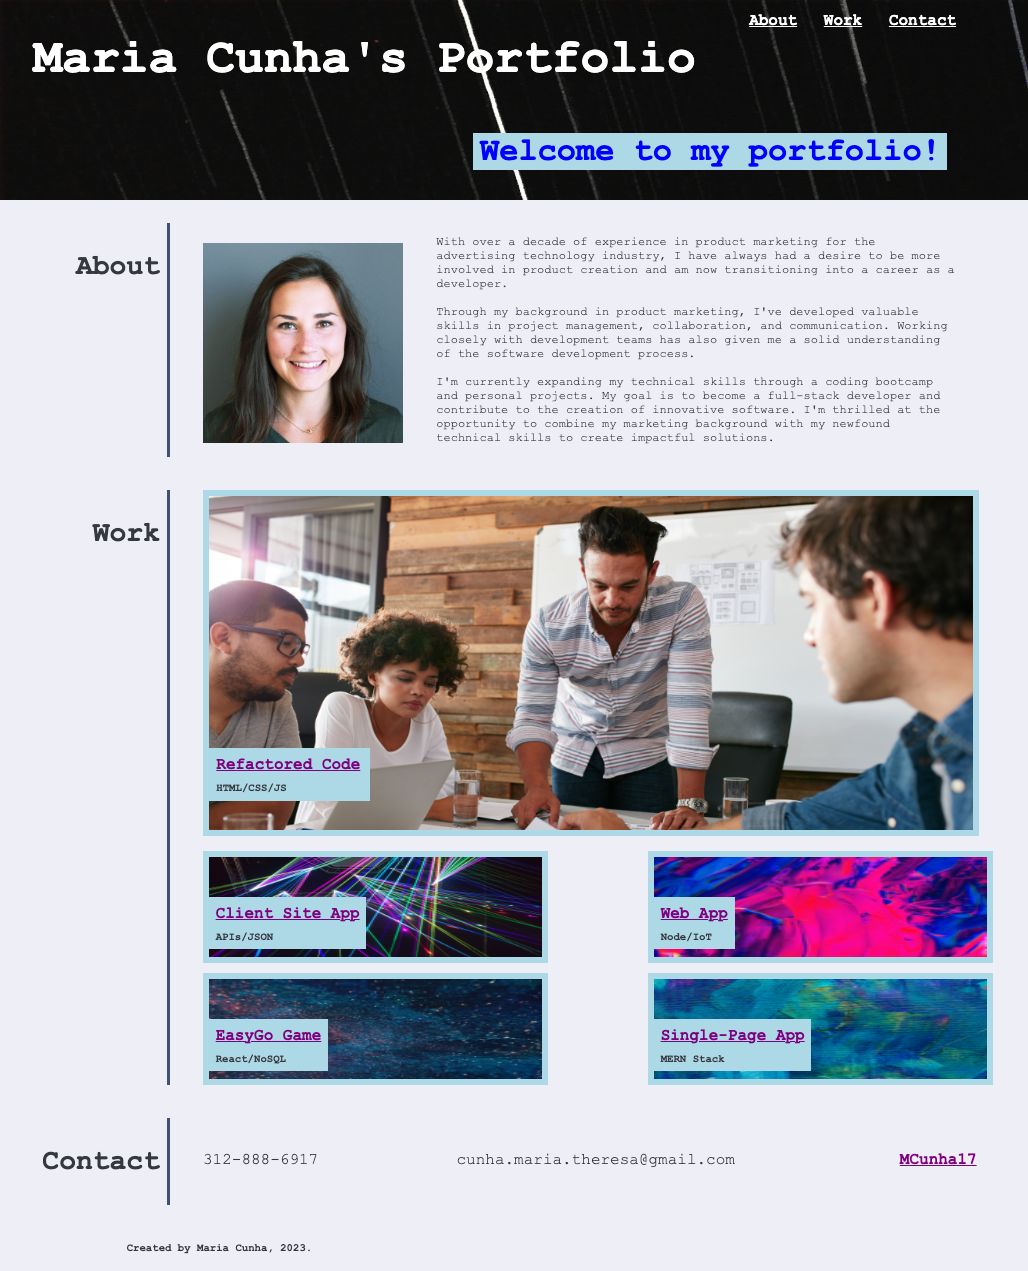 About Work Contact
Maria Cunha's Portfolio
Welcome to my portfolio!
About
With over a decade of experience in product marketing for the
advertising technology industry, I have always had a desire to be more
involved in product creation and am now transitioning into a career as a
developer.
Through my background in product marketing, I've developed valuable
skills in project management, collaboration, and communication. Working
closely with development teams has also given me a solid understanding
of the software development process.
I'm currently expanding my technical skills through a coding bootcamp
and personal projects. My goal is to become a full-stack developer and
contribute to the creation of innovative software. I'm thrilled at the
opportunity to combine my marketing background with my newfound
technical skills to create impactful solutions.
Work
Refactored Code
HTML/CSS/JS
Client Site App
APIs/JSON
Web App
Node/IoT
EasyGo Game
React/NoSQL
Single-Page App
MERN Stack
Contact
312-888-6917
cunha.maria.theresa@gmail.com
MCunha17
Created by Maria Cunha, 2023.